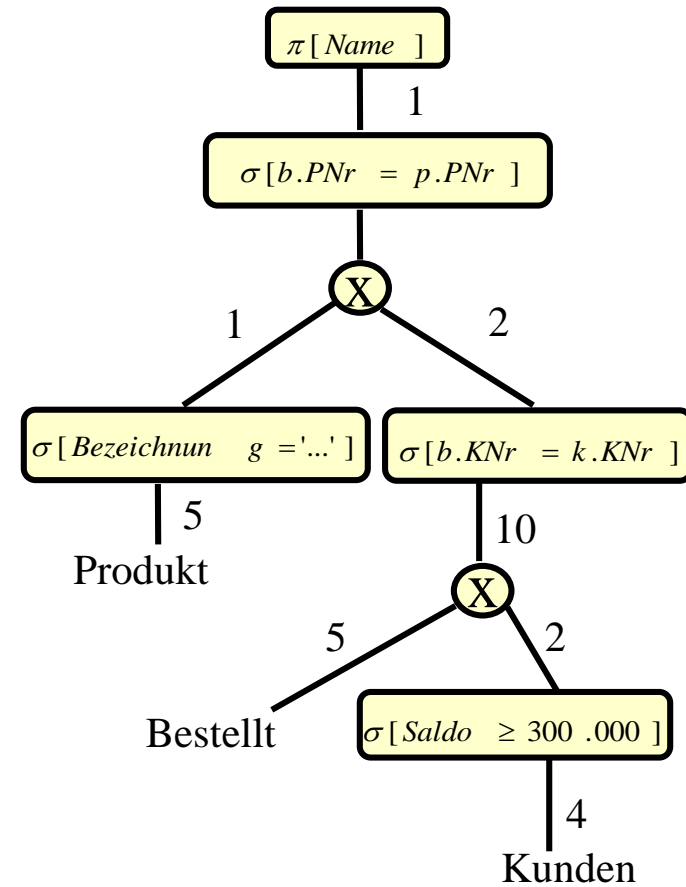 π [ Name ]
1
σ [b.PNr = p.PNr ]
X
1
2
σ [ Bezeichnun g ='...' ]
σ [b.KNr = k.KNr ]
5
10
Produkt
X
5
2
Bestellt
σ [ Saldo ≥ 300 .000 ]
4
Kunden